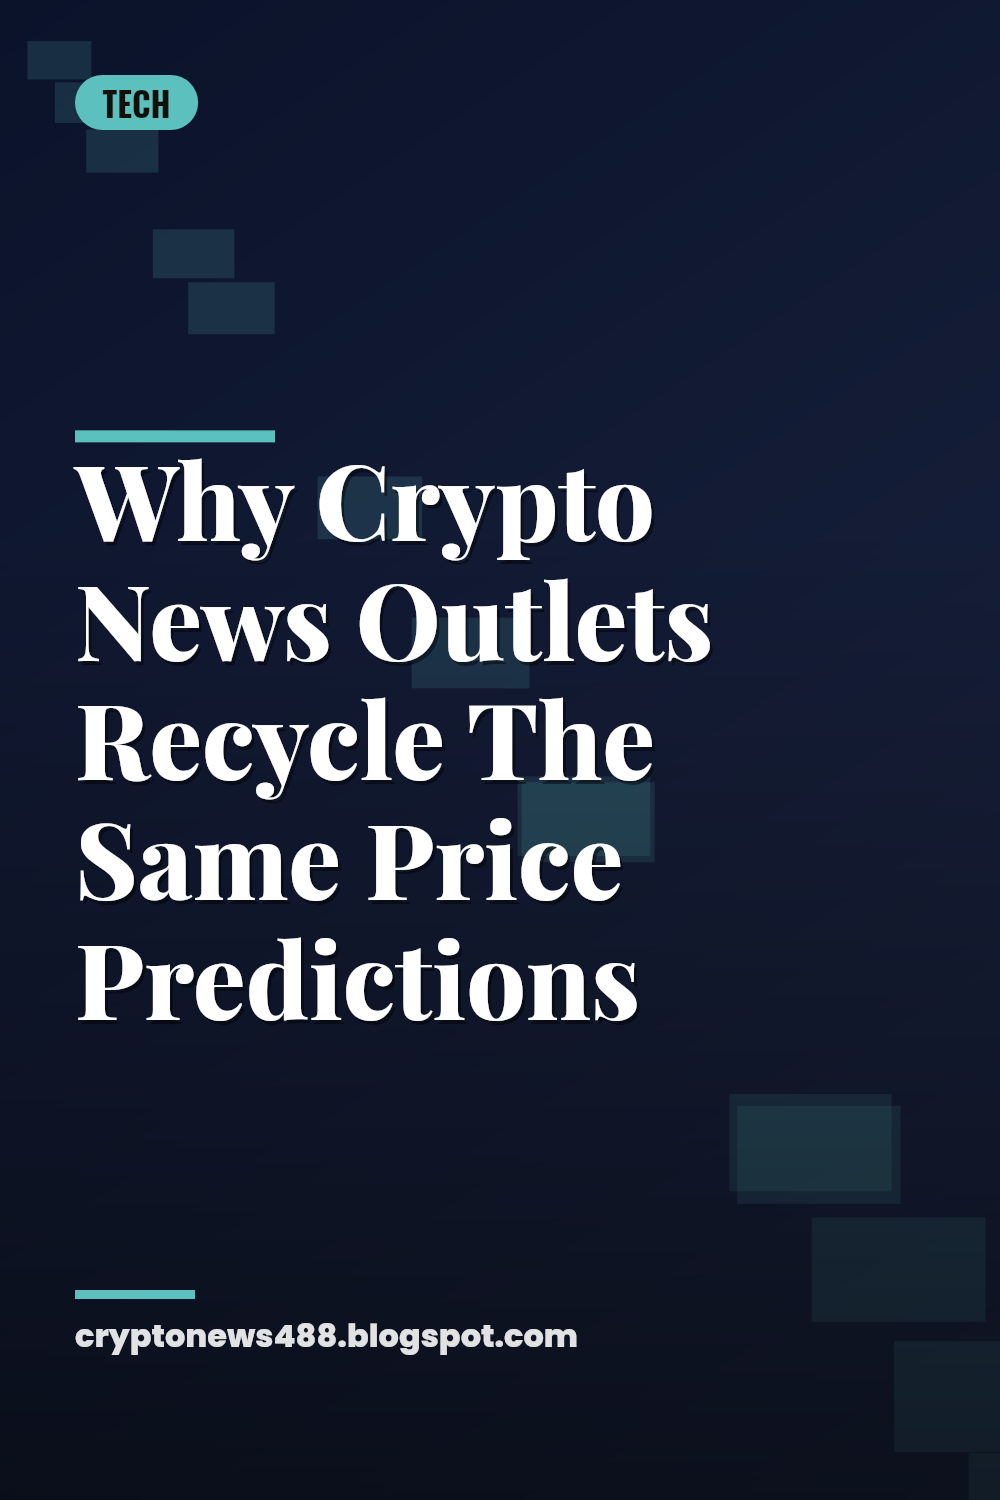 TECH
Why Crypto
News Outlets
Recycle The
Same Price
Predictions
cryptonews488.blogspot.com